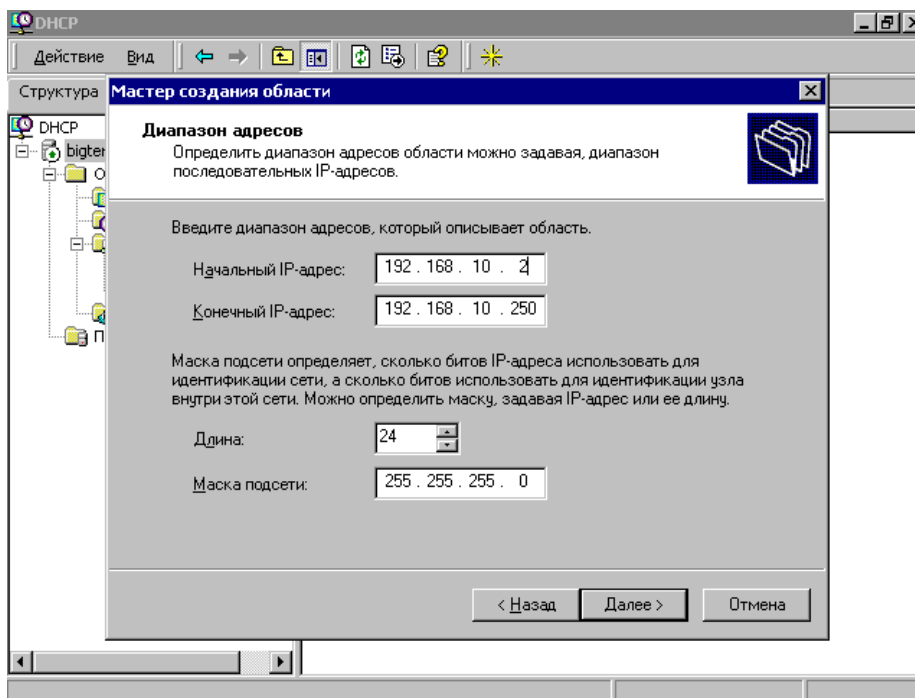 DHCP
Действие Вид
Структура
Мастер создания области
DHCP
bigter
О
П
Диапазон адресов
Определить диапазон адресов области можно задавая, диапазон
последовательных IP-адресов.
Введите диапазон адресов, который описывает область.
Начальный IP-адрес: 192 . 168 . 10 . 2
Конечный IP-адрес: 192 . 168 . 10 . 250
Маска подсети определяет, сколько битов IP-адреса использовать для
идентификации сети, а сколько битов использовать для идентификации узла
внутри этой сети. Можно определить маску, задавая IP-адрес или ее длину.
Длина: 24
Маска подсети: 255 . 255 . 255 . 0
< Назад Далее > Отмена